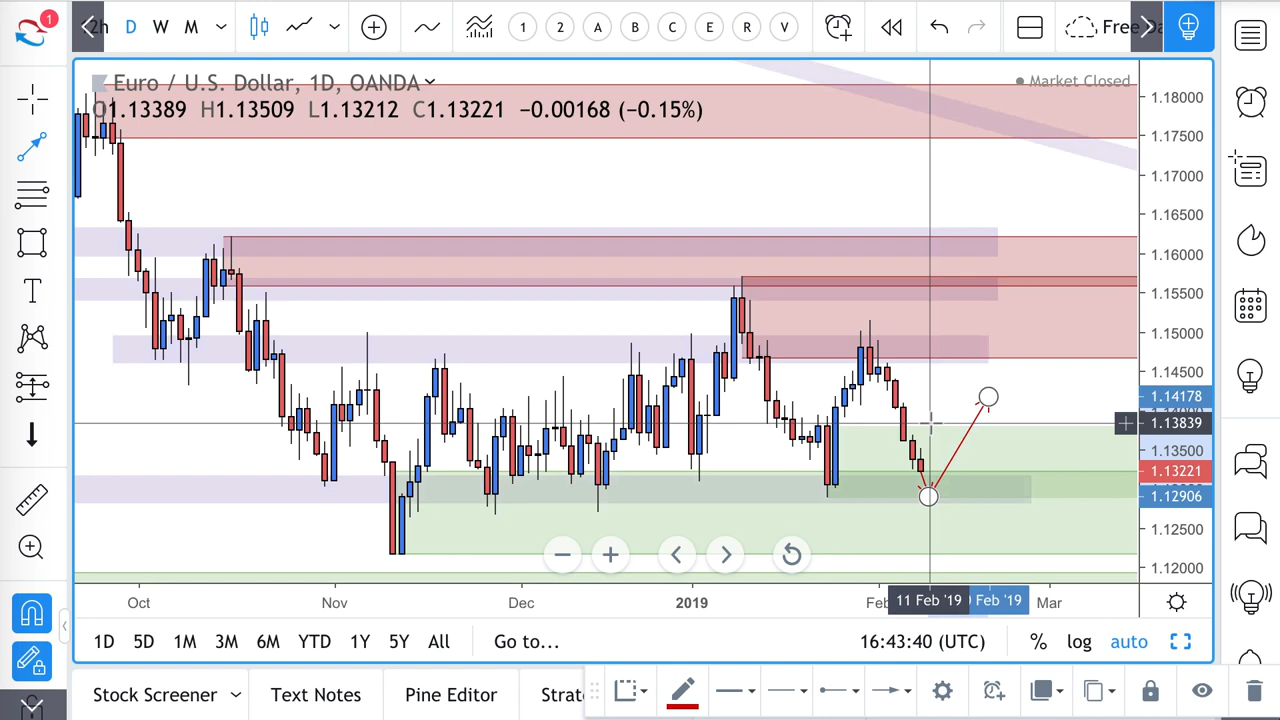 1
2h D W M
1 2 A B C E R V
Free
Euro / U.S. Dollar, 1D, OANDA
Market Closed
O1.13389 H1.13509 L1.13212 C1.13221 −0.00168 (−0.15%)
1.18000
1.17500
1.17000
1.16500
1.16000
1.15500
1.15000
1.14500
1.14178
1.13839
1.13500
1.13221
1.12906
1.12500
1.12000
Oct Nov Dec 2019 Feb 11 Feb '19 Feb '19 Mar
1D 5D 1M 3M 6M YTD 1Y 5Y All Go to... 16:43:40 (UTC) % log auto
Stock Screener Text Notes Pine Editor Strat